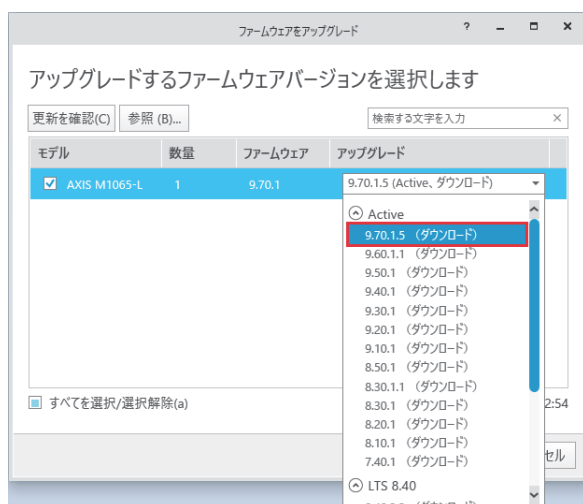 ファームウェアをアップグレード ?
アップグレードするファームウェアバージョンを選択します
更新を確認(C) 参照 (B)... 検索する文字を入力
モデル 数量 ファームウェア アップグレード
AXIS M1065-L 1 9.70.1 9.70.1.5 (Active、ダウンロード)
Active
9.70.1.5 (ダウンロード)
9.60.1.1 (ダウンロード)
9.50.1 (ダウンロード)
9.40.1 (ダウンロード)
9.30.1 (ダウンロード)
9.20.1 (ダウンロード)
9.10.1 (ダウンロード)
8.50.1 (ダウンロード)
8.30.1.1 (ダウンロード)
8.30.1 (ダウンロード)
8.20.1 (ダウンロード)
8.10.1 (ダウンロード)
7.40.1 (ダウンロード)
LTS 8.40
すべてを選択/選択解除(a) 2:54
セル